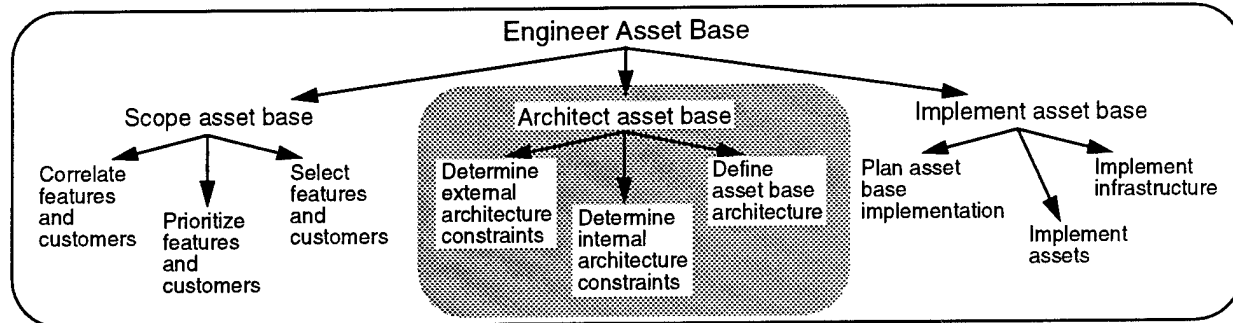 Engineer Asset Base
Scope asset base
Correlate
features
and
customers
Prioritize
features
and
customers
Select
features
and
customers
Architect asset base
Determine
external
architecture
constraints
Determine
internal
architecture
constraints
Define
asset base
architecture
Implement asset base
Plan asset
base
implementation
Implement
assets
Implement
infrastructure